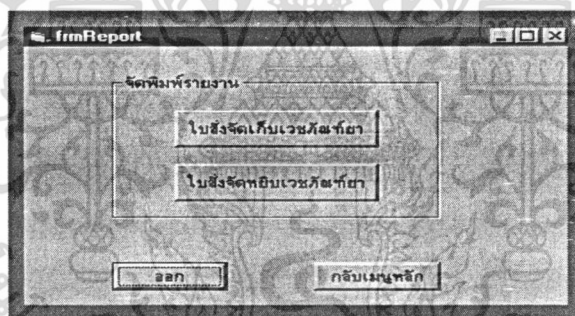 frmReport
จัดพิมพ์รายงาน
ใบสั่งจัดเก็บเวชภัณฑ์ยา
ใบสั่งจัดหยิบเวชภัณฑ์ยา
ออก
กลับเมนูหลัก